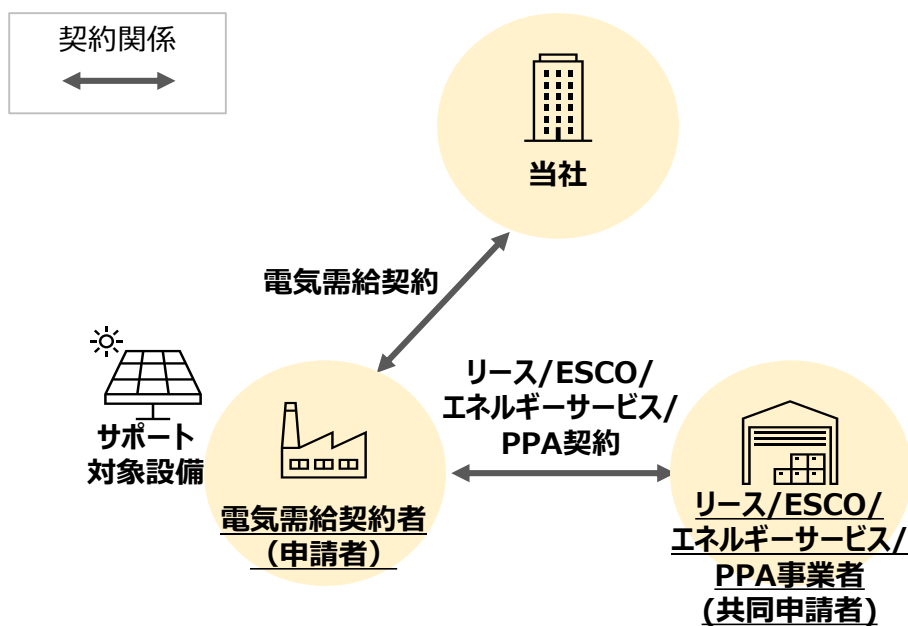 契約関係
当社
電気需給契約
リース/ESCO/
エネルギーサービス/
PPA契約
サポート
対象設備
電気需給契約者
（申請者）
リース/ESCO/
エネルギーサービス/
PPA事業者
(共同申請者)